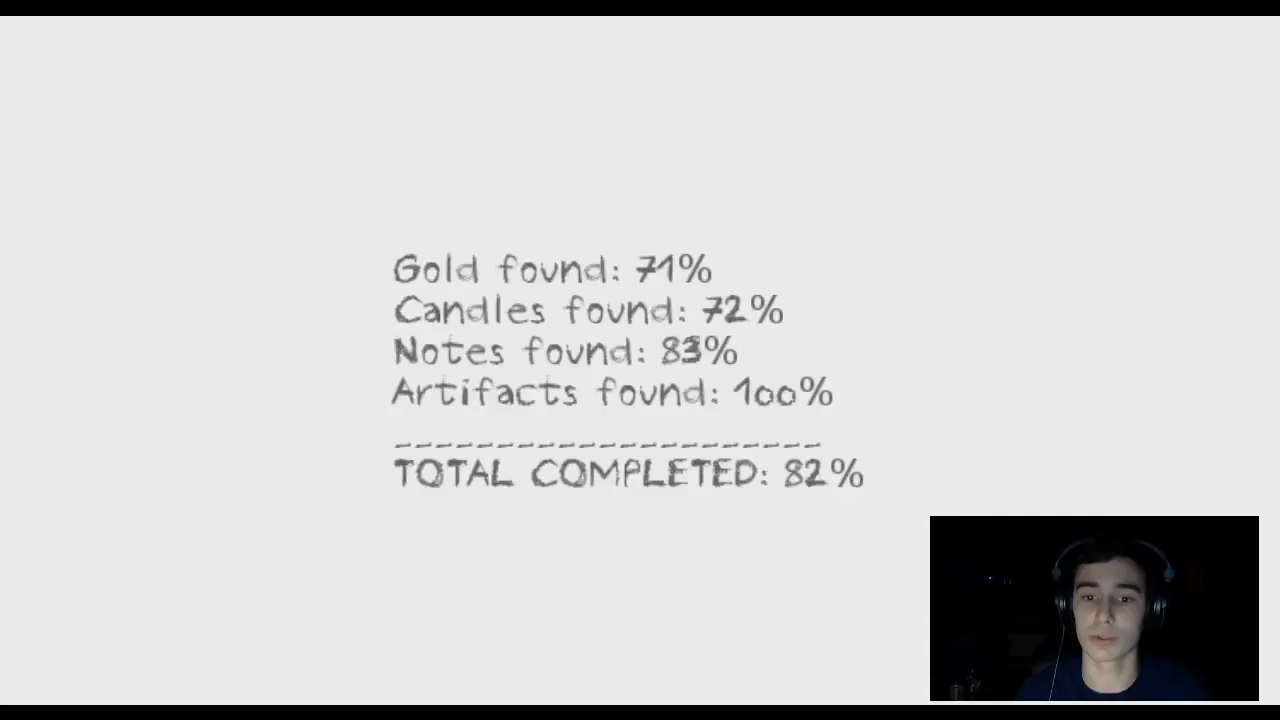 Gold found: 71%
Candles found: 72%
Notes found: 83%
Artifacts found: 100%
_ _ _ _ _ _ _ _ _ _ _ _ _ _ _ _ _ _ _ _ _
TOTAL COMPLETED: 82%